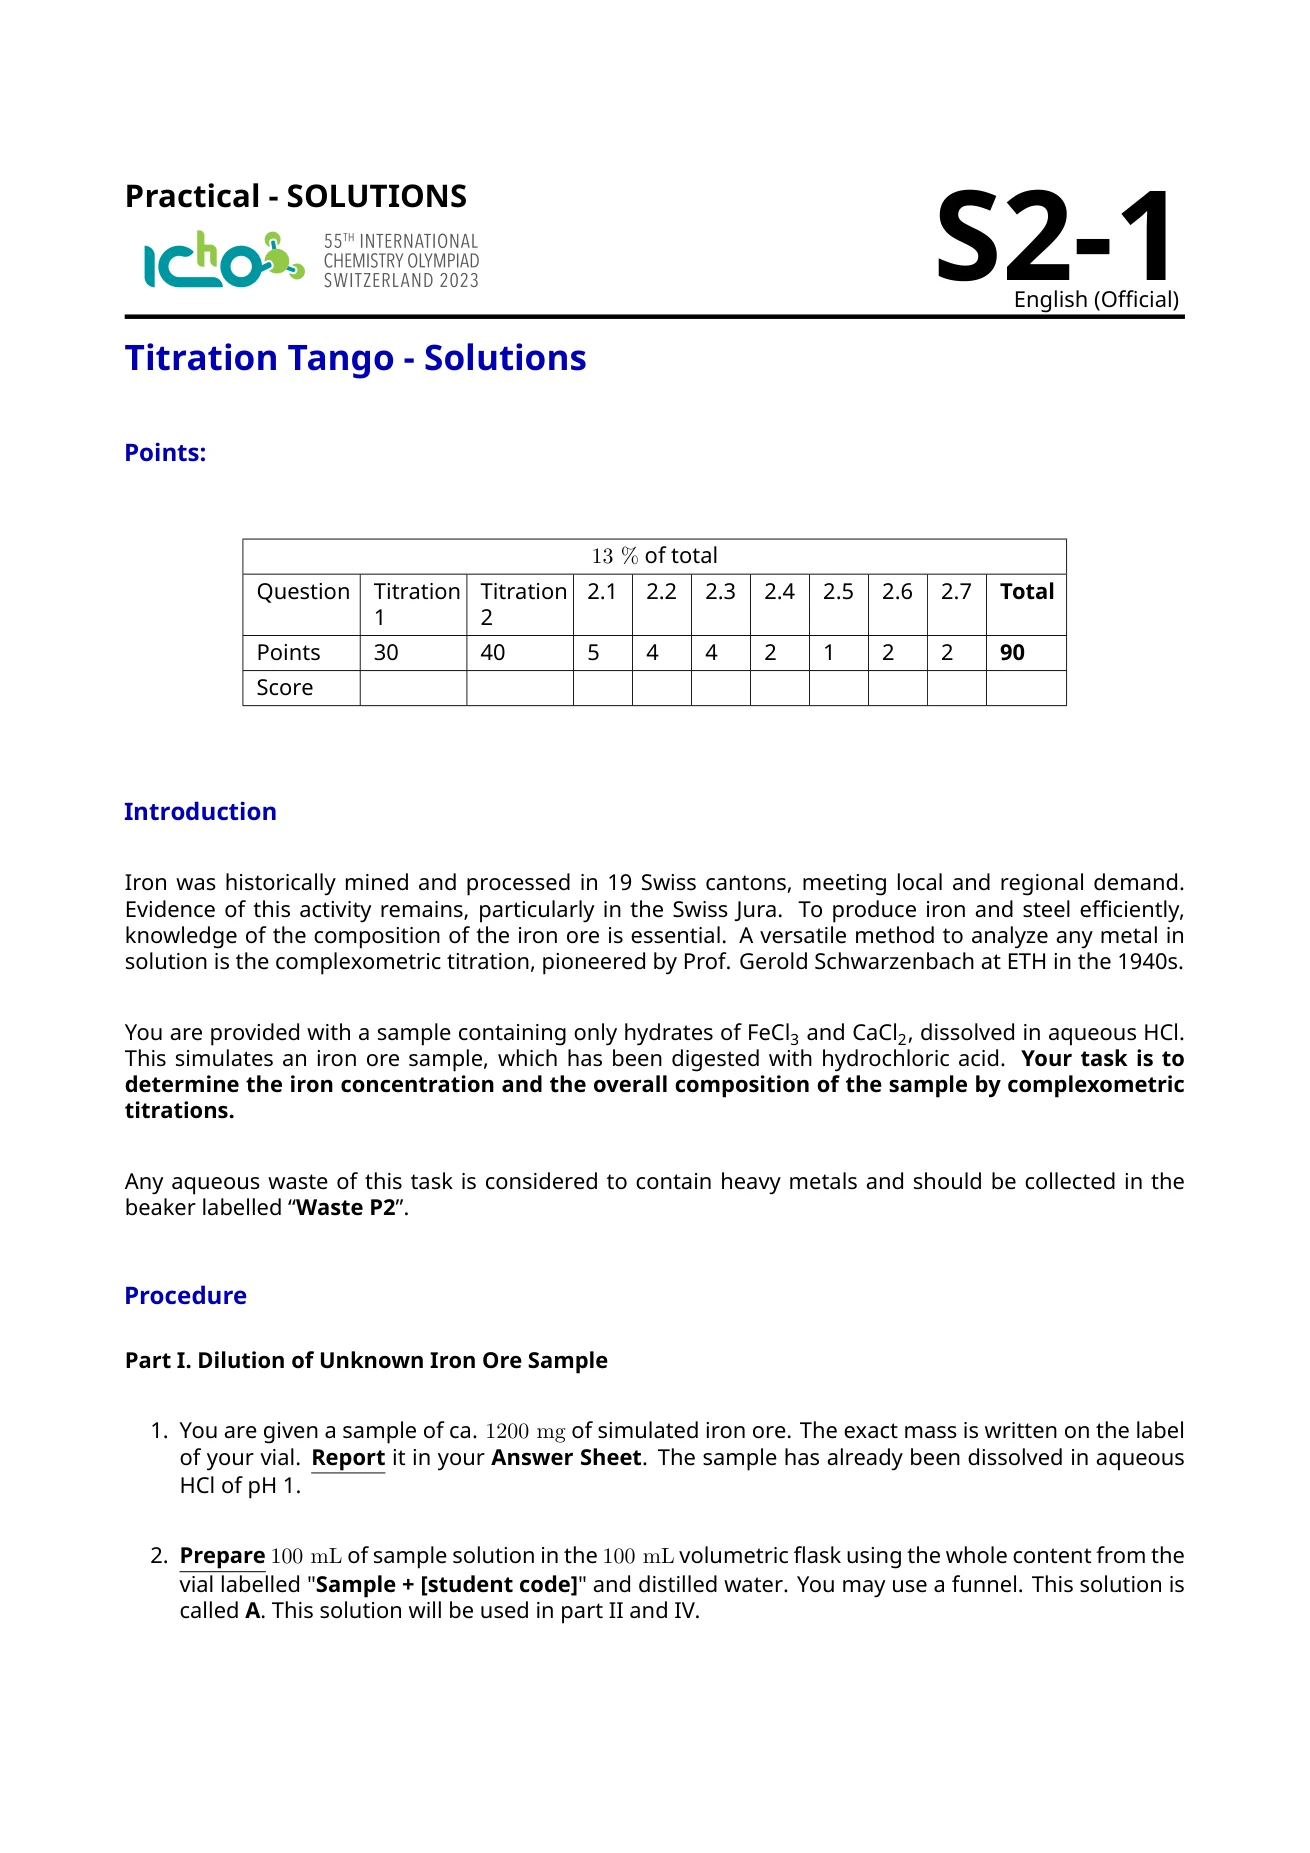 Practical - SOLUTIONS
S2-1
IChO
55TH INTERNATIONAL
CHEMISTRY OLYMPIAD
SWITZERLAND 2023
English (Official)
Titration Tango - Solutions
Points:
13 % of total
Question Titration 1 Titration 2 2.1 2.2 2.3 2.4 2.5 2.6 2.7 Total
Points 30 40 5 4 4 2 1 2 2 90
Score
Introduction
Iron was historically mined and processed in 19 Swiss cantons, meeting local and regional demand.
Evidence of this activity remains, particularly in the Swiss Jura. To produce iron and steel efficiently,
knowledge of the composition of the iron ore is essential. A versatile method to analyze any metal in
solution is the complexometric titration, pioneered by Prof. Gerold Schwarzenbach at ETH in the 1940s.
You are provided with a sample containing only hydrates of FeCl₃ and CaCl₂, dissolved in aqueous HCl.
This simulates an iron ore sample, which has been digested with hydrochloric acid. Your task is to
determine the iron concentration and the overall composition of the sample by complexometric
titrations.
Any aqueous waste of this task is considered to contain heavy metals and should be collected in the
beaker labelled “Waste P2”.
Procedure
Part I. Dilution of Unknown Iron Ore Sample
1. You are given a sample of ca. 1200 mg of simulated iron ore. The exact mass is written on the label
of your vial. Report it in your Answer Sheet. The sample has already been dissolved in aqueous
HCl of pH 1.
2. Prepare 100 mL of sample solution in the 100 mL volumetric flask using the whole content from the
vial labelled "Sample + [student code]" and distilled water. You may use a funnel. This solution is
called A. This solution will be used in part II and IV.